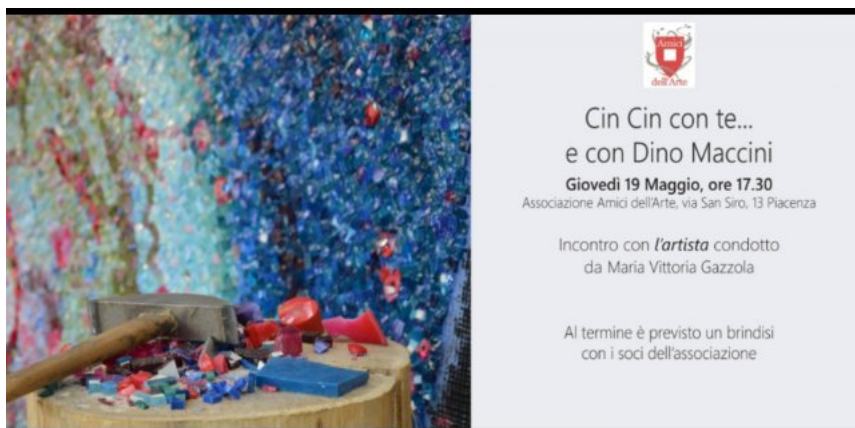 Amici
dell'Arte
Cin Cin con te...
e con Dino Maccini
Giovedì 19 Maggio, ore 17.30
Associazione Amici dell'Arte, via San Siro, 13 Piacenza
Incontro con l'artista condotto
da Maria Vittoria Gazzola
Al termine è previsto un brindisi
con i soci dell'associazione